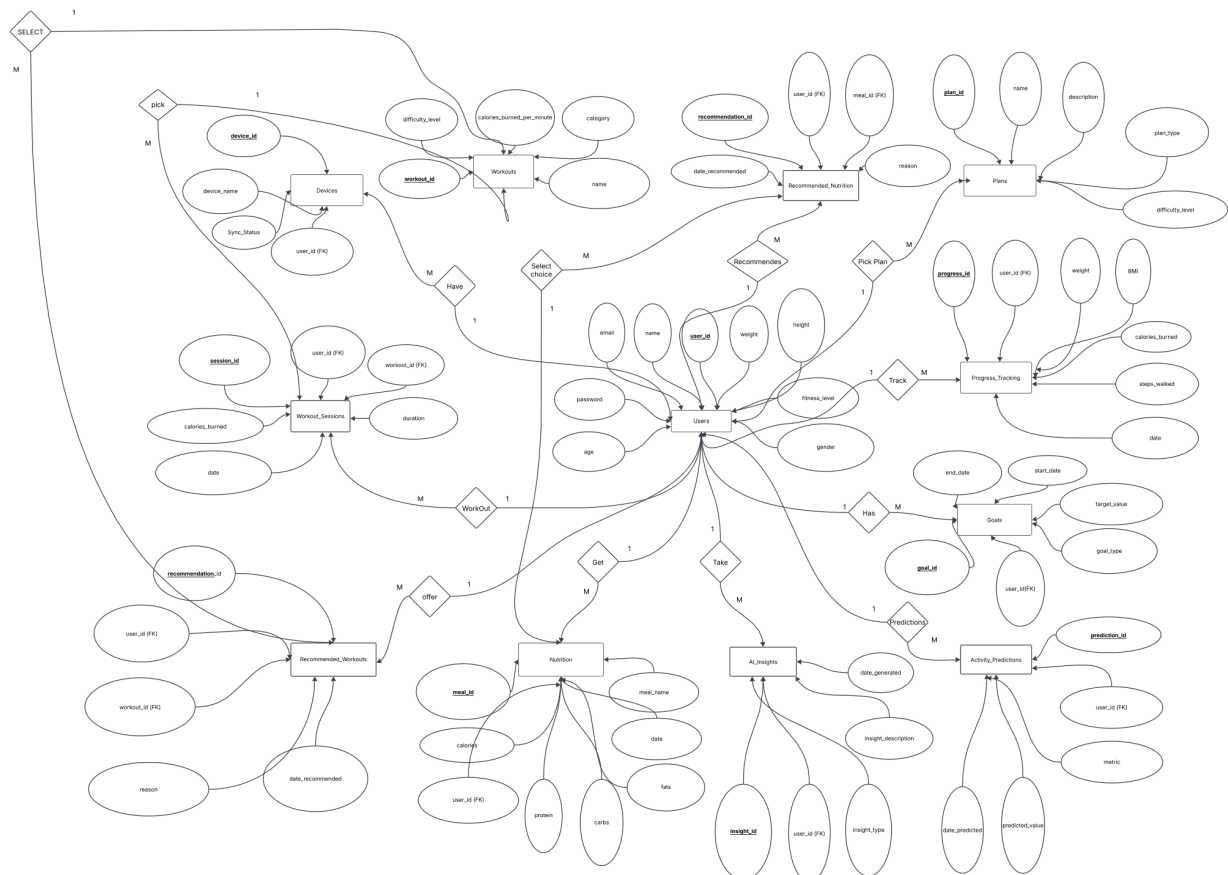 1
SELECT
M
pick
1
M
device_id
device_name
Sync_Status
user_id (FK)
Devices
difficulty_level
calories_burned_per_minute
category
workout_id
Workouts
name
recommendation_id
user_id (FK)
meal_id (FK)
date_recommended
reason
Recommended_Nutrition
plan_id
name
description
plan_type
difficulty_level
Plans
M
Have
1
Select
choice
M
1
M
Recommendes
1
Pick Plan
M
1
progress_id
user_id (FK)
weight
BMI
calories_burned
steps_walked
date
Progress_Tracking
session_id
user_id (FK)
workout_id (FK)
calories_burned
duration
date
Workout_Sessions
email
name
user_id
weight
height
password
fitness_level
age
gender
Users
1
Track
M
M
WorkOut
1
1
Has
M
end_date
start_date
target_value
goal_type
goal_id
user_id(FK)
Goals
recommendation_id
user_id (FK)
workout_id (FK)
reason
date_recommended
Recommended_Workouts
M
offer
1
Get
1
M
1
Take
M
1
Predictions
M
Nutrition
meal_id
meal_name
calories
date
user_id (FK)
protein
carbs
fats
AI_Insights
date_generated
insight_description
insight_id
user_id (FK)
insight_type
Activity_Predictions
prediction_id
user_id (FK)
metric
date_predicted
predicted_value